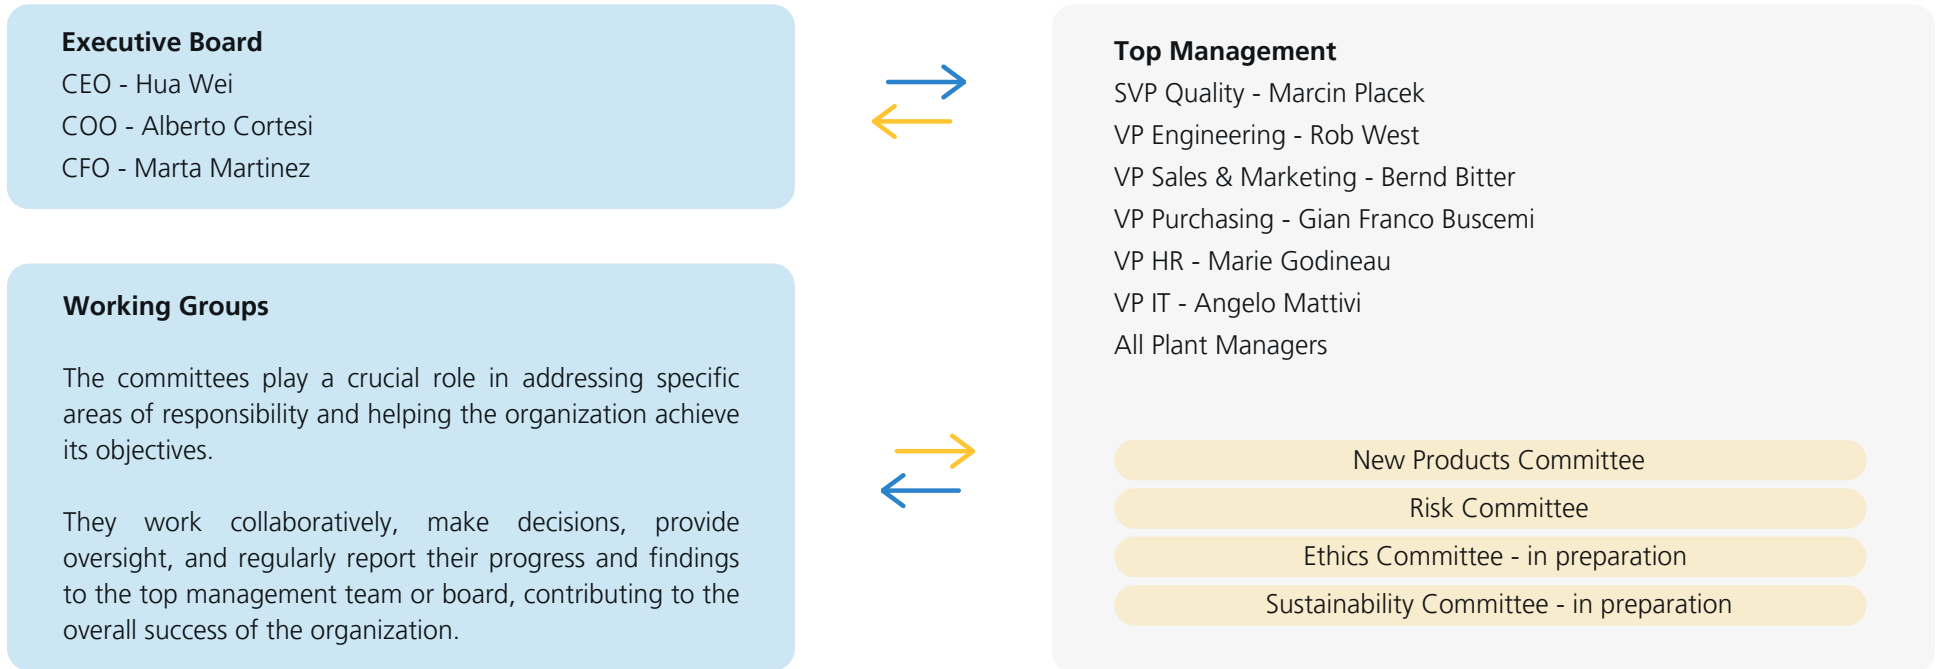 Executive Board
CEO - Hua Wei
COO - Alberto Cortesi
CFO - Marta Martinez
Working Groups
The committees play a crucial role in addressing specific
areas of responsibility and helping the organization achieve
its objectives.
They work collaboratively, make decisions, provide
oversight, and regularly report their progress and findings
to the top management team or board, contributing to the
overall success of the organization.
Top Management
SVP Quality - Marcin Placek
VP Engineering - Rob West
VP Sales & Marketing - Bernd Bitter
VP Purchasing - Gian Franco Buscemi
VP HR - Marie Godineau
VP IT - Angelo Mattivi
All Plant Managers
New Products Committee
Risk Committee
Ethics Committee - in preparation
Sustainability Committee - in preparation